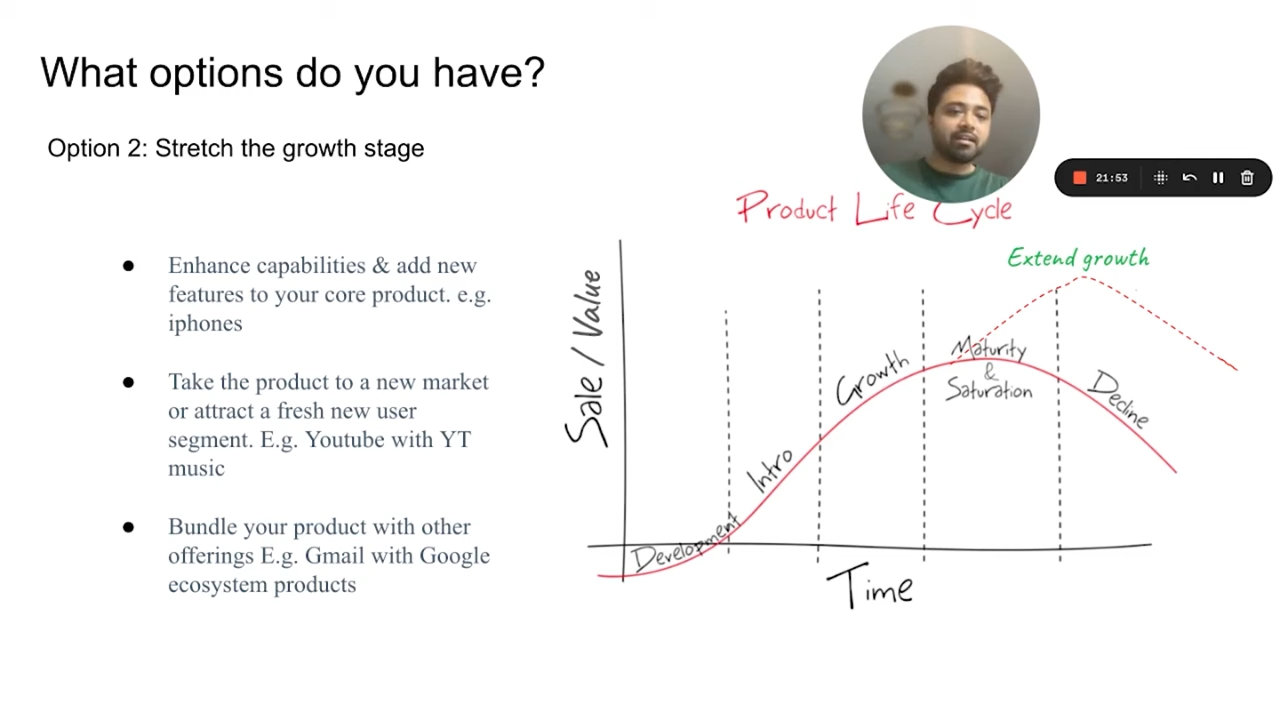 What options do you have?
Option 2: Stretch the growth stage
● Enhance capabilities & add new
features to your core product. e.g.
iphones
● Take the product to a new market
or attract a fresh new user
segment. E.g. Youtube with YT
music
● Bundle your product with other
offerings E.g. Gmail with Google
ecosystem products
21:53
Product Life Cycle
Extend growth
Sale / Value
Development
Intro
Growth
Maturity
&
Saturation
Decline
Time